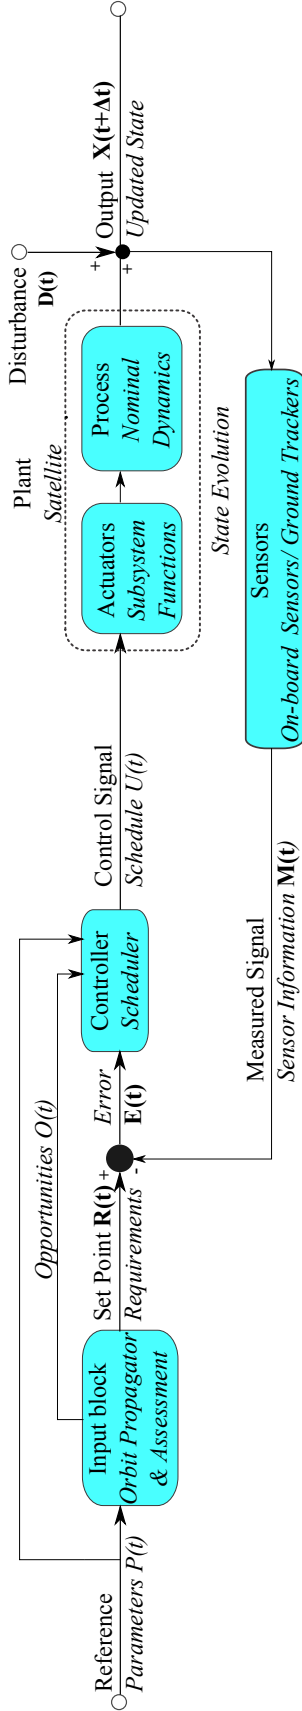 Reference
Parameters P(t)
Input block
Orbit Propagator
& Assessment
Opportunities O(t)
Set Point R(t)
Requirements
+
-
Error
E(t)
Controller
Scheduler
Control Signal
Schedule U(t)
Plant
Satellite
Actuators
Subsystem
Functions
Process
Nominal
Dynamics
State Evolution
Disturbance
D(t)
+
+
Output X(t+Δt)
Updated State
Sensors
On-board Sensors/ Ground Trackers
Measured Signal
Sensor Information M(t)